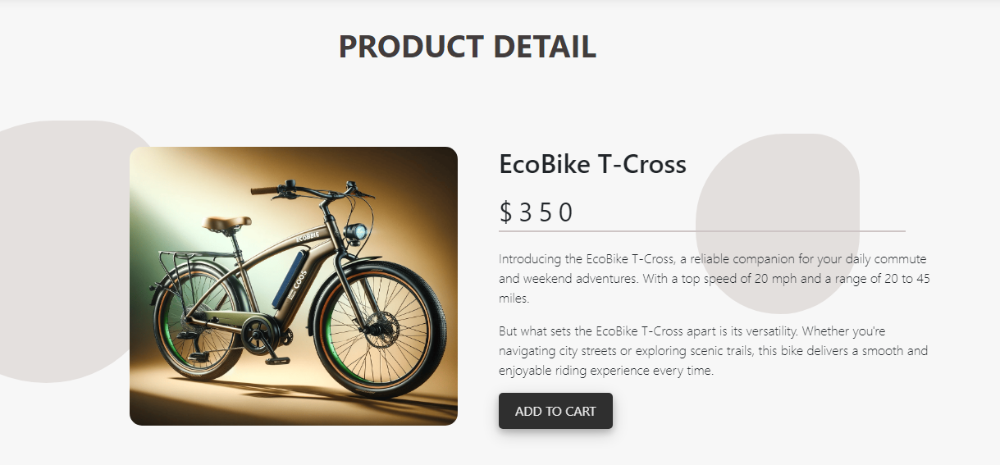 PRODUCT DETAIL
EcoBike T-Cross
$350
Introducing the EcoBike T-Cross, a reliable companion for your daily commute
and weekend adventures. With a top speed of 20 mph and a range of 20 to 45
miles.
But what sets the EcoBike T-Cross apart is its versatility. Whether you're
navigating city streets or exploring scenic trails, this bike delivers a smooth and
enjoyable riding experience every time.
ADD TO CART
ECOBBIE
COOS